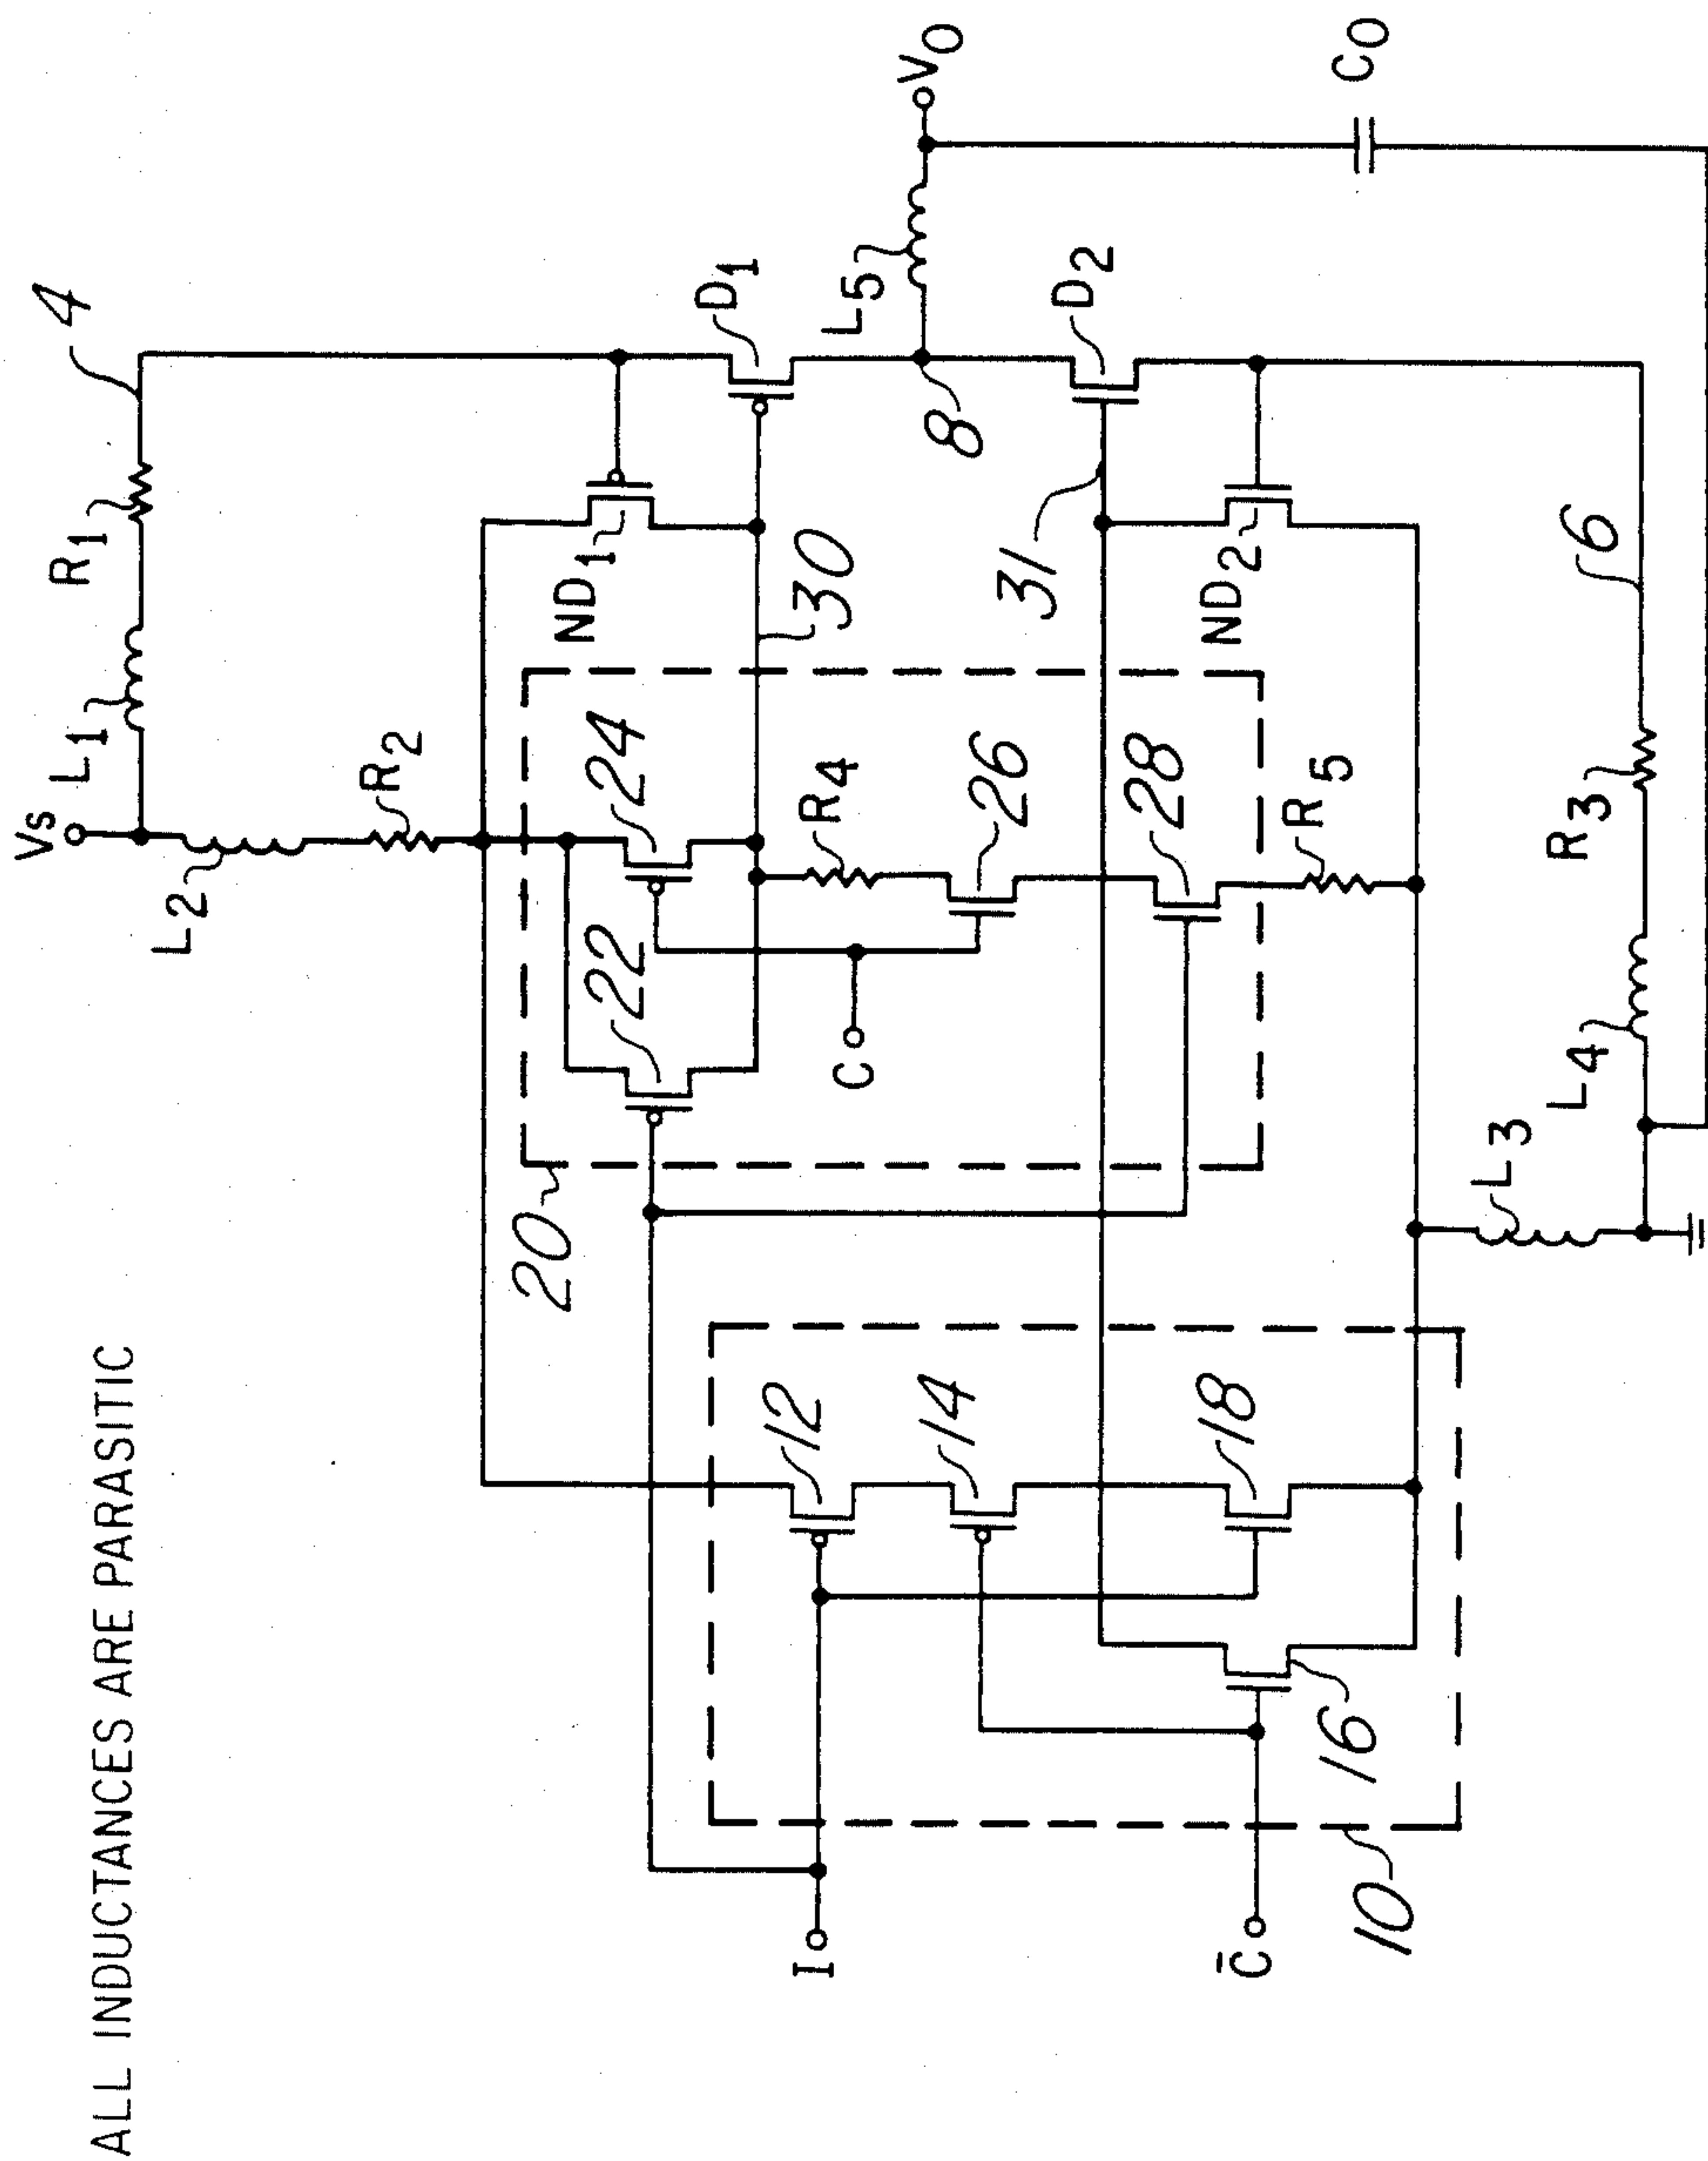 ALL INDUCTANCES ARE PARASITIC
Vs
L1
R1
4
L2
R2
20
22
24
ND1
D1
30
C
R4
26
28
R5
31
ND2
D2
8
L5
VO
CO
I
C̄
10
12
14
16
18
L3
L4
R3
6